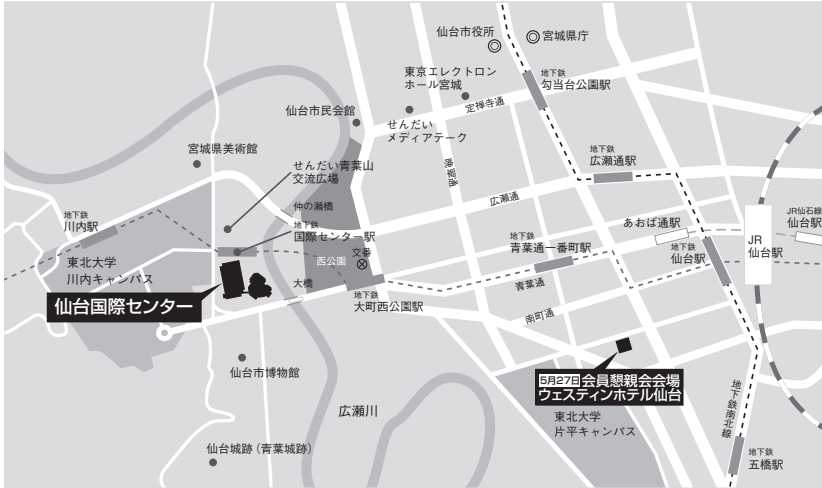 仙台市役所
宮城県庁
東京エレクトロン
ホール宮城
地下鉄
勾当台公園駅
定禅寺通
仙台市民会館
せんだい
メディアテーク
宮城県美術館
せんだい青葉山
交流広場
晩翠通
地下鉄
広瀬通駅
広瀬通
仲の瀬橋
地下鉄
川内駅
地下鉄
国際センター駅
あおば通駅
JR仙石線
仙台駅
JR
仙台駅
地下鉄
仙台駅
地下鉄
青葉通一番町駅
交番
西公園
東北大学
川内キャンパス
仙台国際センター
大橋
青葉通
地下鉄
大町西公園駅
南町通
仙台市博物館
5月27日 会員懇親会会場
ウェスティンホテル仙台
地下鉄南北線
広瀬川
東北大学
片平キャンパス
仙台城跡(青葉城跡)
地下鉄
五橋駅